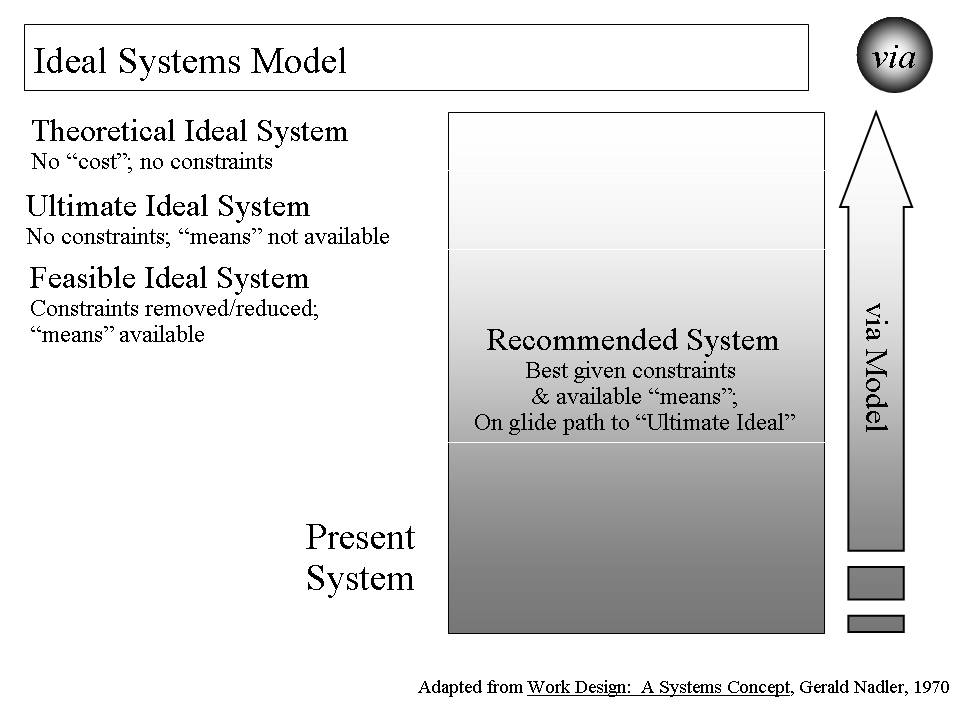 Ideal Systems Model
via
Theoretical Ideal System
No “cost”; no constraints
Ultimate Ideal System
No constraints; “means” not available
Feasible Ideal System
Constraints removed/reduced;
“means” available
Recommended System
Best given constraints
& available “means”;
On glide path to “Ultimate Ideal”
via Model
Present
System
Adapted from Work Design: A Systems Concept, Gerald Nadler, 1970